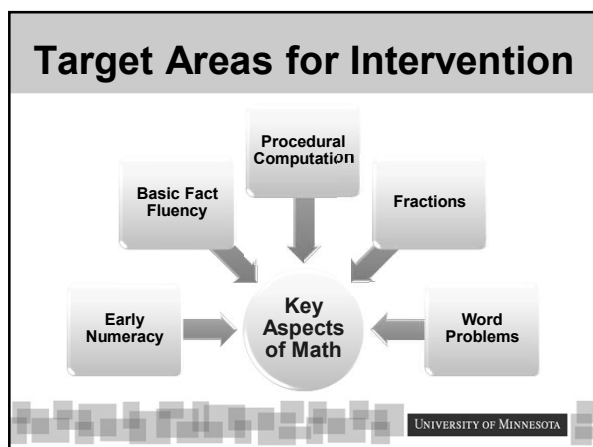 Target Areas for Intervention
Procedural
Computation
Basic Fact
Fluency
Fractions
Early
Numeracy
Key
Aspects
of Math
Word
Problems
UNIVERSITY OF MINNESOTA